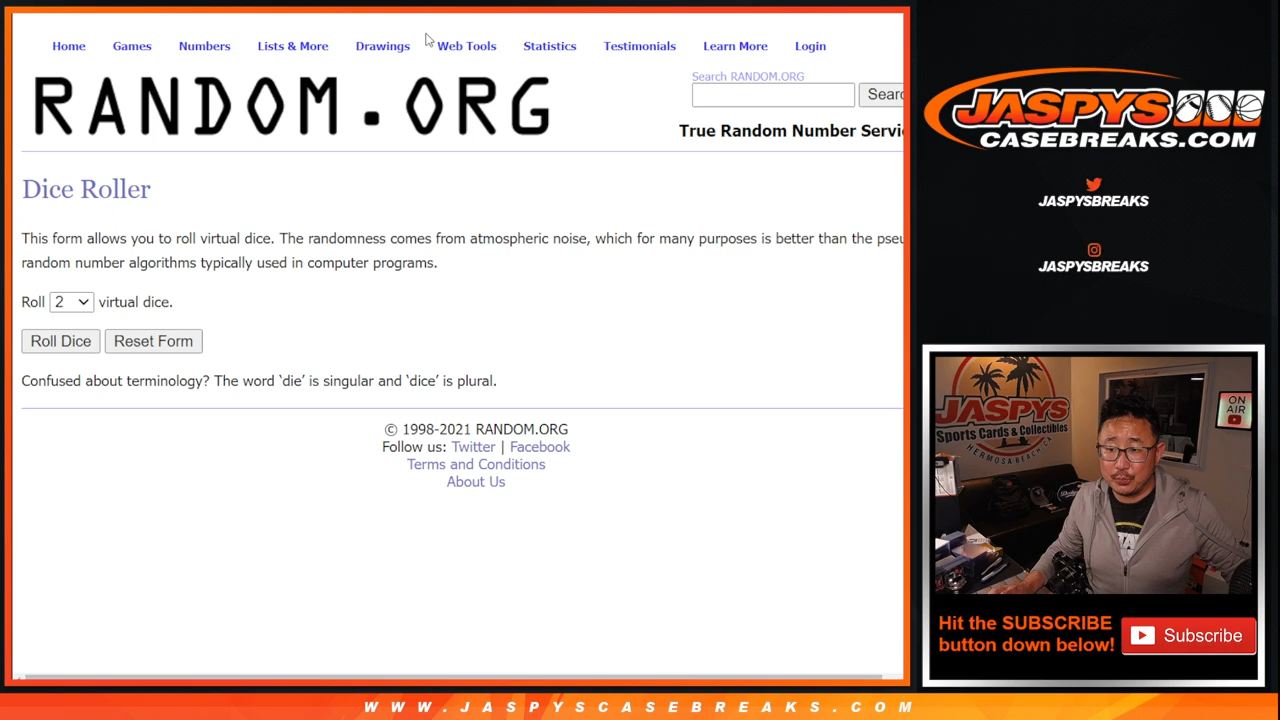 Home Games Numbers Lists & More Drawings Web Tools Statistics Testimonials Learn More Login
RANDOM.ORG
Search RANDOM.ORG
Searc
True Random Number Servi
Dice Roller
This form allows you to roll virtual dice. The randomness comes from atmospheric noise, which for many purposes is better than the pseu
random number algorithms typically used in computer programs.
Roll 2 virtual dice.
Roll Dice Reset Form
Confused about terminology? The word ‘die’ is singular and ‘dice’ is plural.
© 1998-2021 RANDOM.ORG
Follow us: Twitter | Facebook
Terms and Conditions
About Us
JASPYS
CASEBREAKS.COM
JASPYSBREAKS
JASPYSBREAKS
JASPYS
Sports Cards & Collectibles
HERMOSA BEACH CA
ON
AIR
Hit the SUBSCRIBE
button down below!
Subscribe
WWW.JASPYSCASEBREAKS.COM